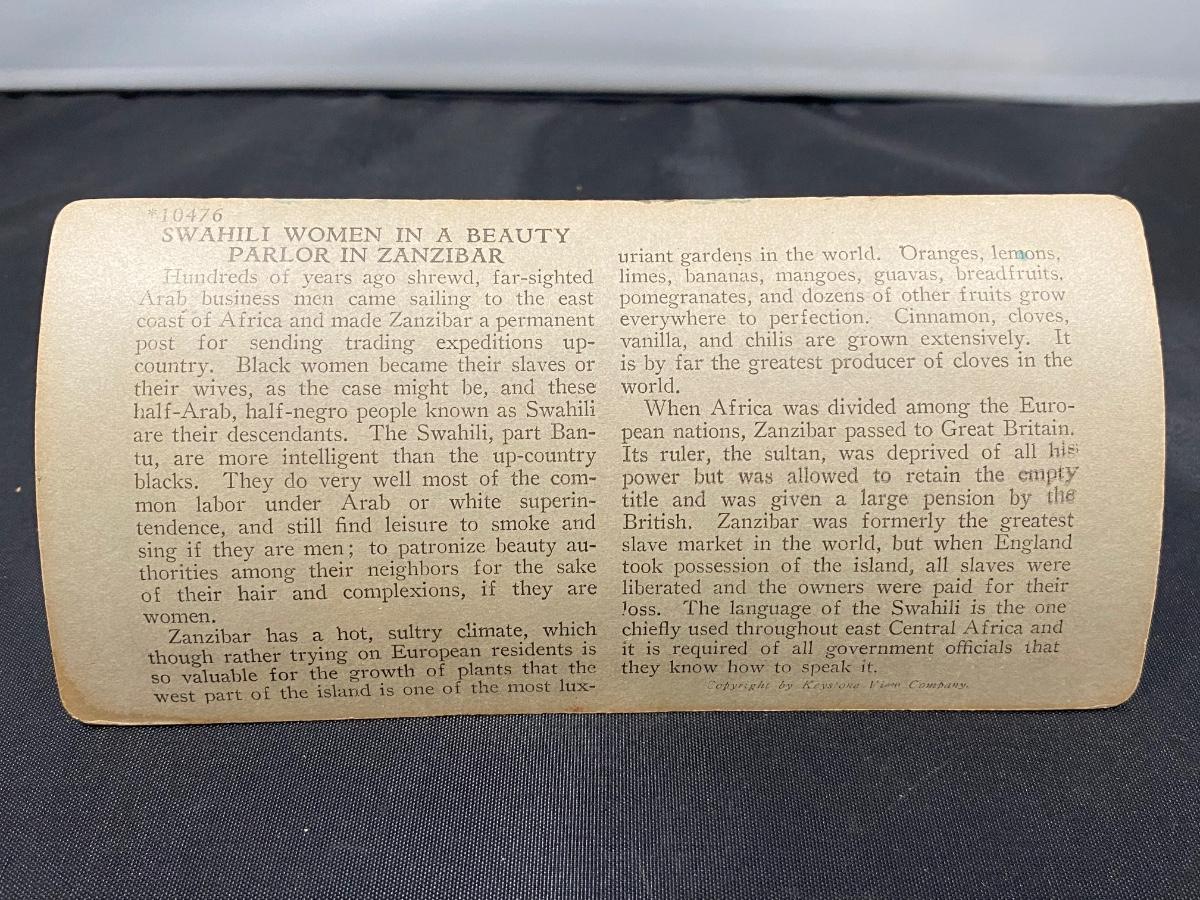 *10476
SWAHILI WOMEN IN A BEAUTY
PARLOR IN ZANZIBAR
Hundreds of years ago shrewd, far-sighted
Arab business men came sailing to the east
coast of Africa and made Zanzibar a permanent
post for sending trading expeditions up-
country. Black women became their slaves or
their wives, as the case might be, and these
half-Arab, half-negro people known as Swahili
are their descendants. The Swahili, part Ban-
tu, are more intelligent than the up-country
blacks. They do very well most of the com-
mon labor under Arab or white superin-
tendence, and still find leisure to smoke and
sing if they are men; to patronize beauty au-
thorities among their neighbors for the sake
of their hair and complexions, if they are
women.
Zanzibar has a hot, sultry climate, which
though rather trying on European residents is
so valuable for the growth of plants that the
west part of the island is one of the most lux-
uriant gardens in the world. Oranges, lemons,
limes, bananas, mangoes, guavas, breadfruits,
pomegranates, and dozens of other fruits grow
everywhere to perfection. Cinnamon, cloves,
vanilla, and chilis are grown extensively. It
is by far the greatest producer of cloves in the
world.
When Africa was divided among the Euro-
pean nations, Zanzibar passed to Great Britain.
Its ruler, the sultan, was deprived of all his
power but was allowed to retain the empty
title and was given a large pension by the
British. Zanzibar was formerly the greatest
slave market in the world, but when England
took possession of the island, all slaves were
liberated and the owners were paid for their
loss. The language of the Swahili is the one
chiefly used throughout east Central Africa and
it is required of all government officials that
they know how to speak it.
Copyright by Keystone View Company.